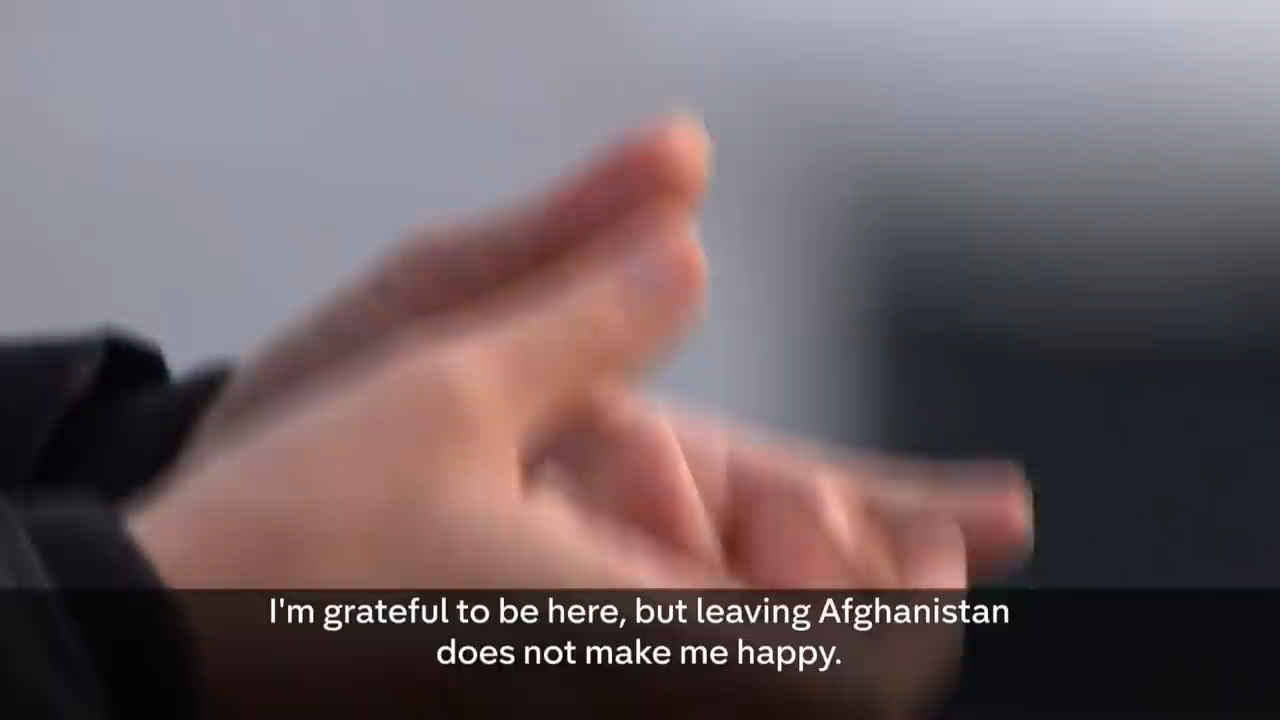 I'm grateful to be here, but leaving Afghanistan
does not make me happy.